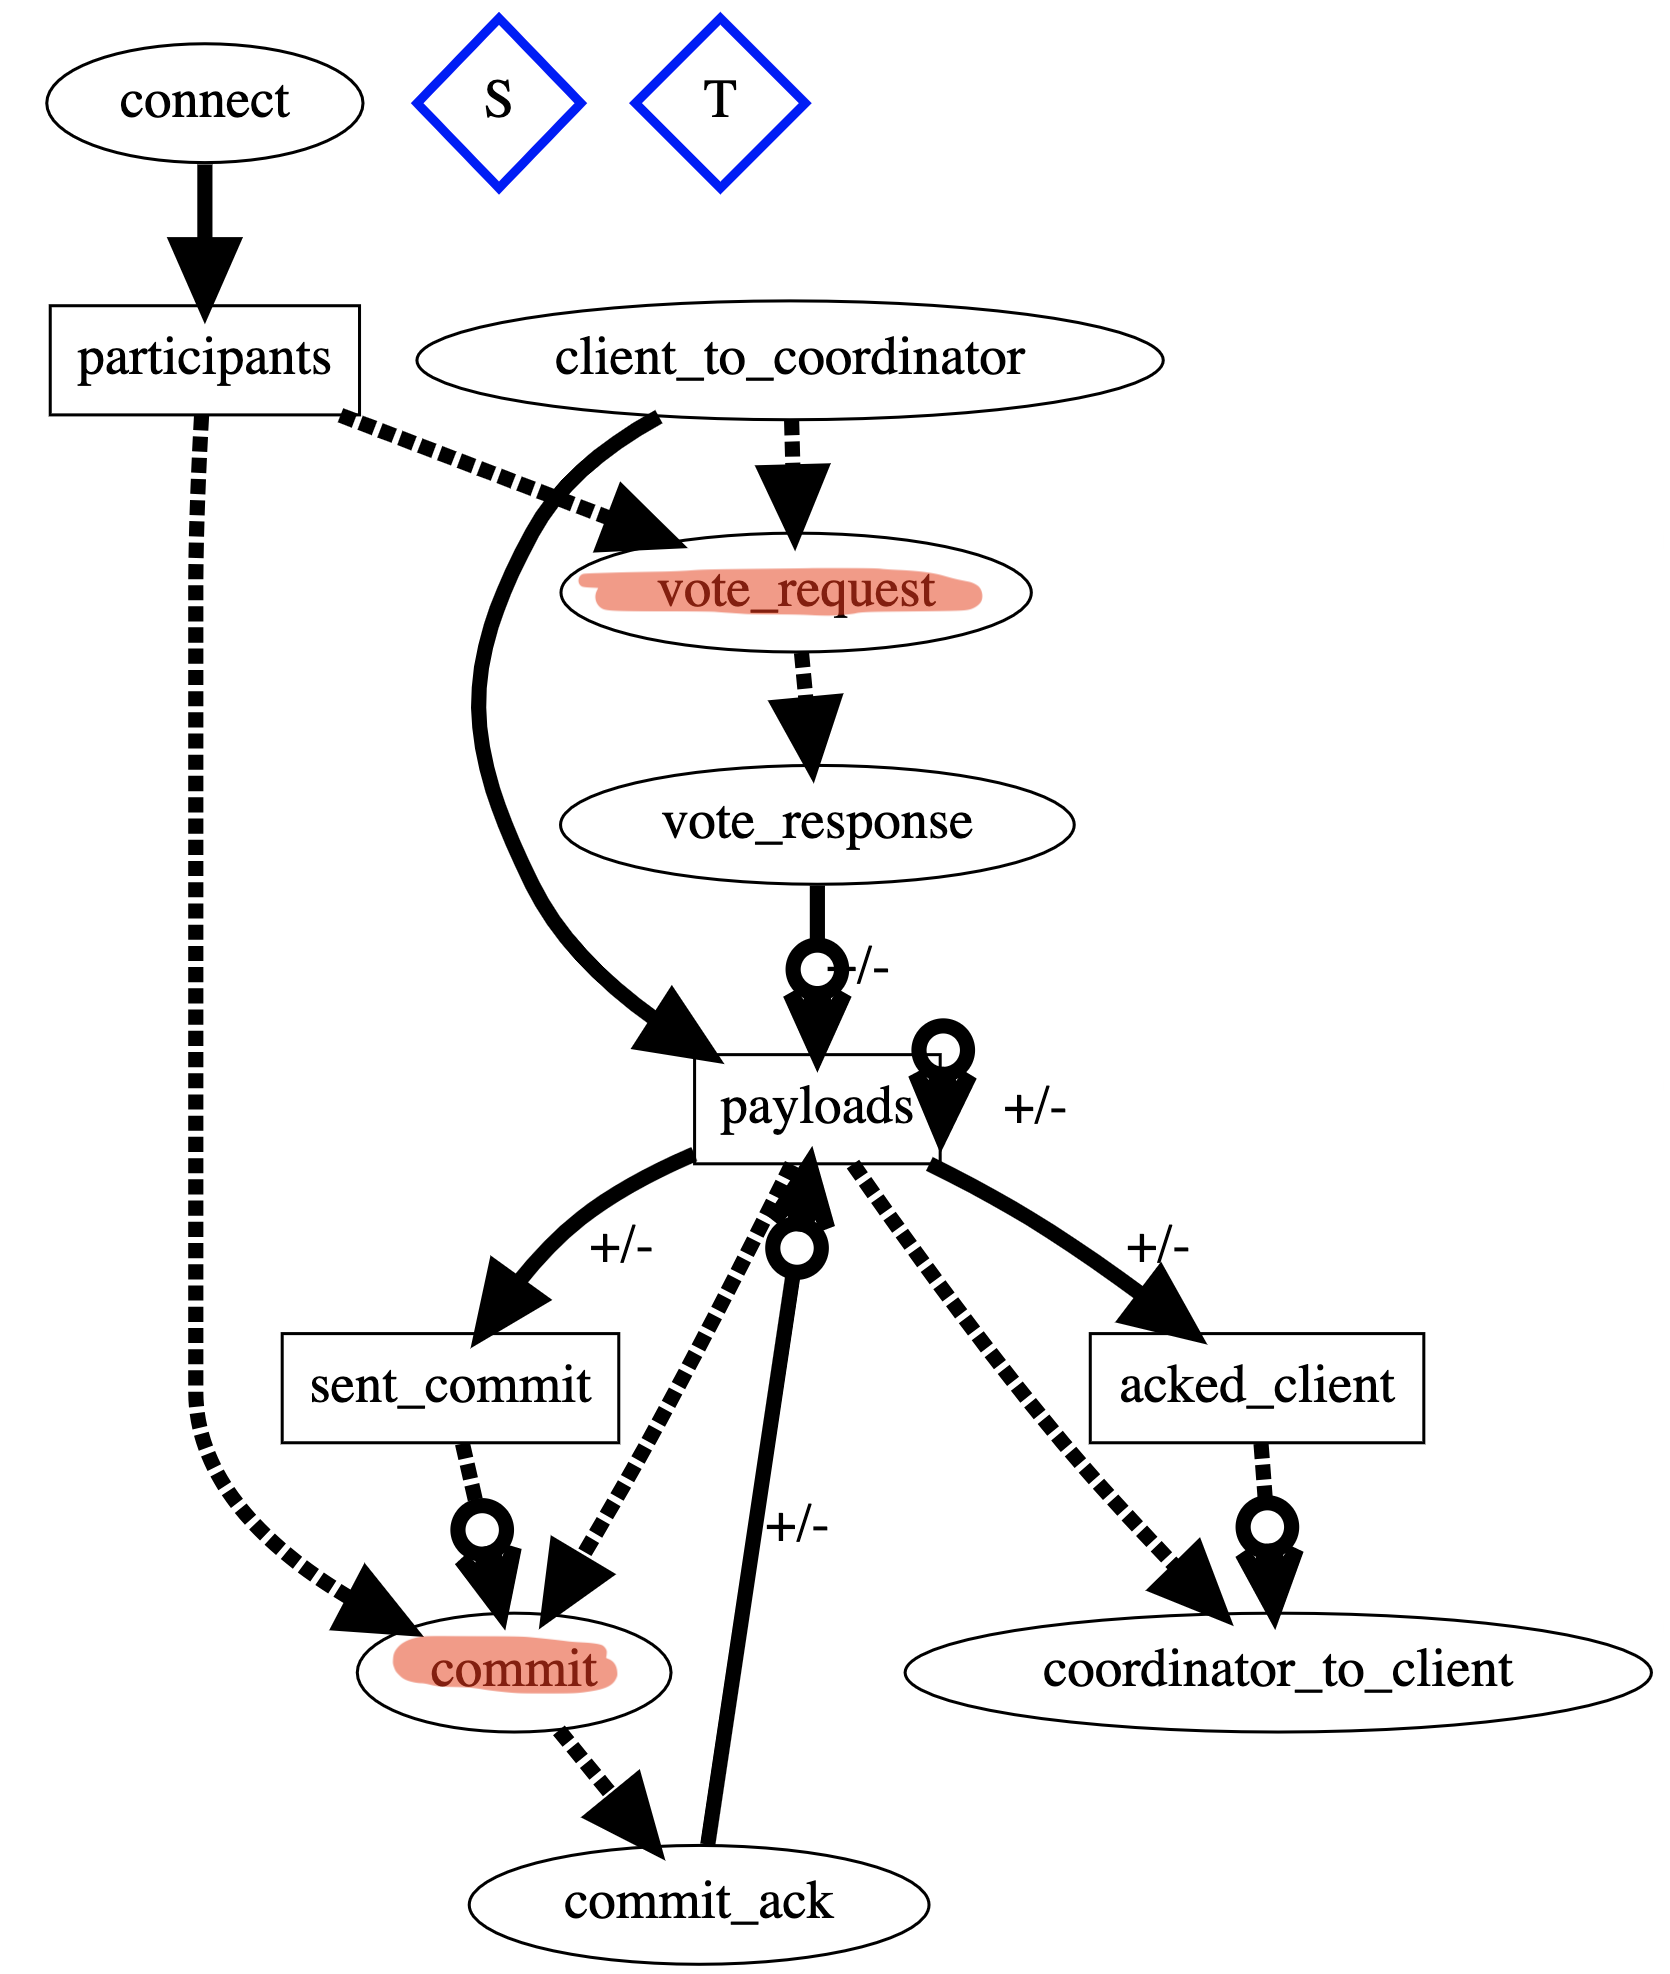 connect
S
T
participants
client_to_coordinator
vote_request
vote_response
+/-
payloads
+/-
+/-
+/-
sent_commit
acked_client
+/-
commit
coordinator_to_client
commit_ack